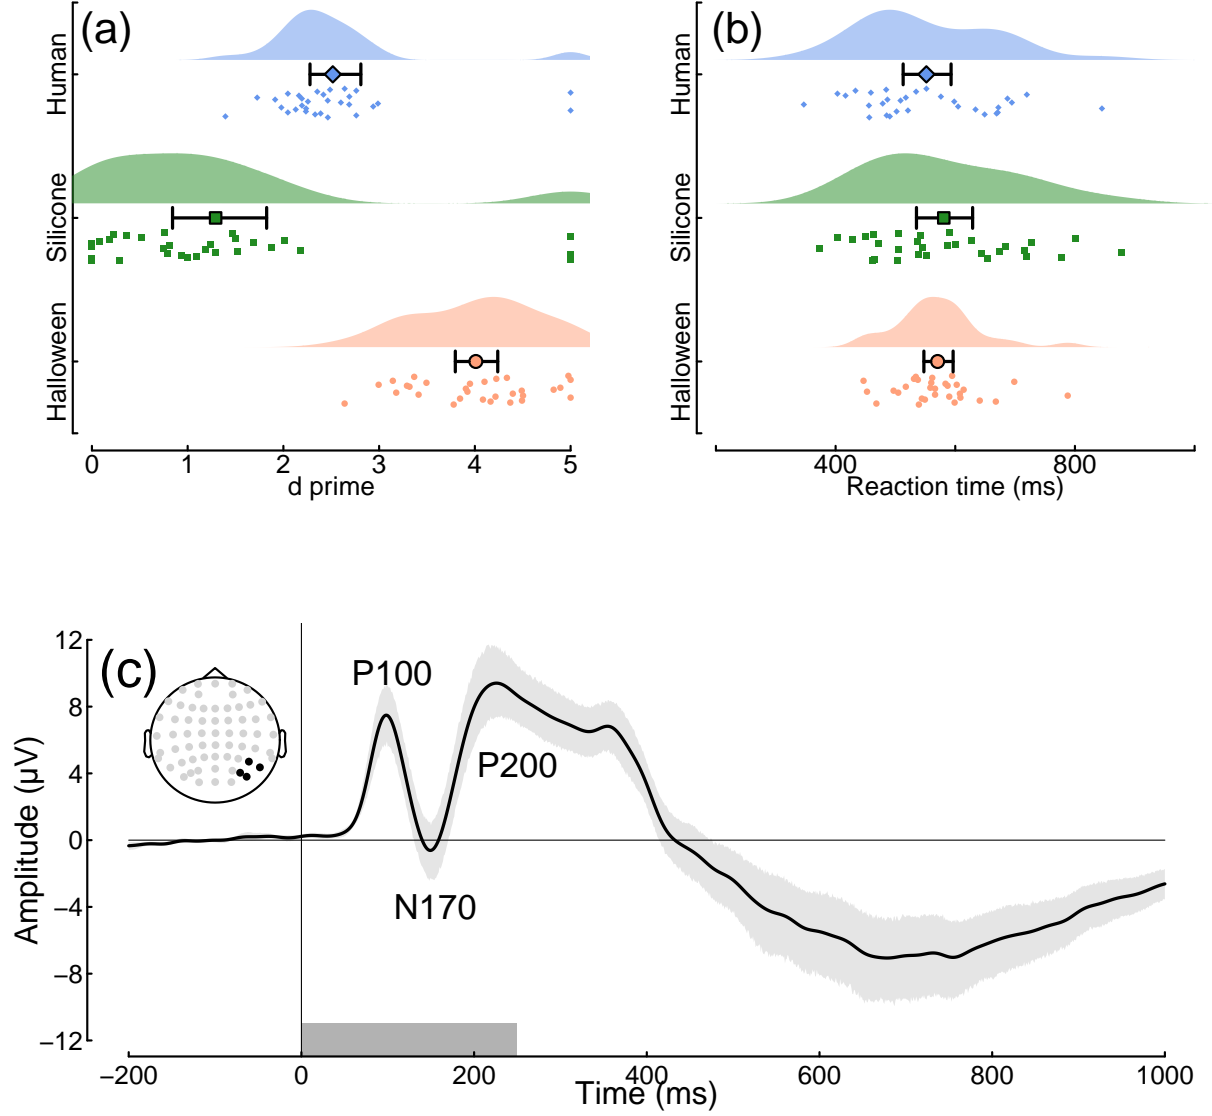 (a)
Human
Silicone
Halloween
0 1 2 3 4 5
d prime
(b)
Human
Silicone
Halloween
400 800
Reaction time (ms)
(c)
P100
P200
N170
12
8
4
0
−4
−8
−12
Amplitude (µV)
−200 0 200 400 600 800 1000
Time (ms)